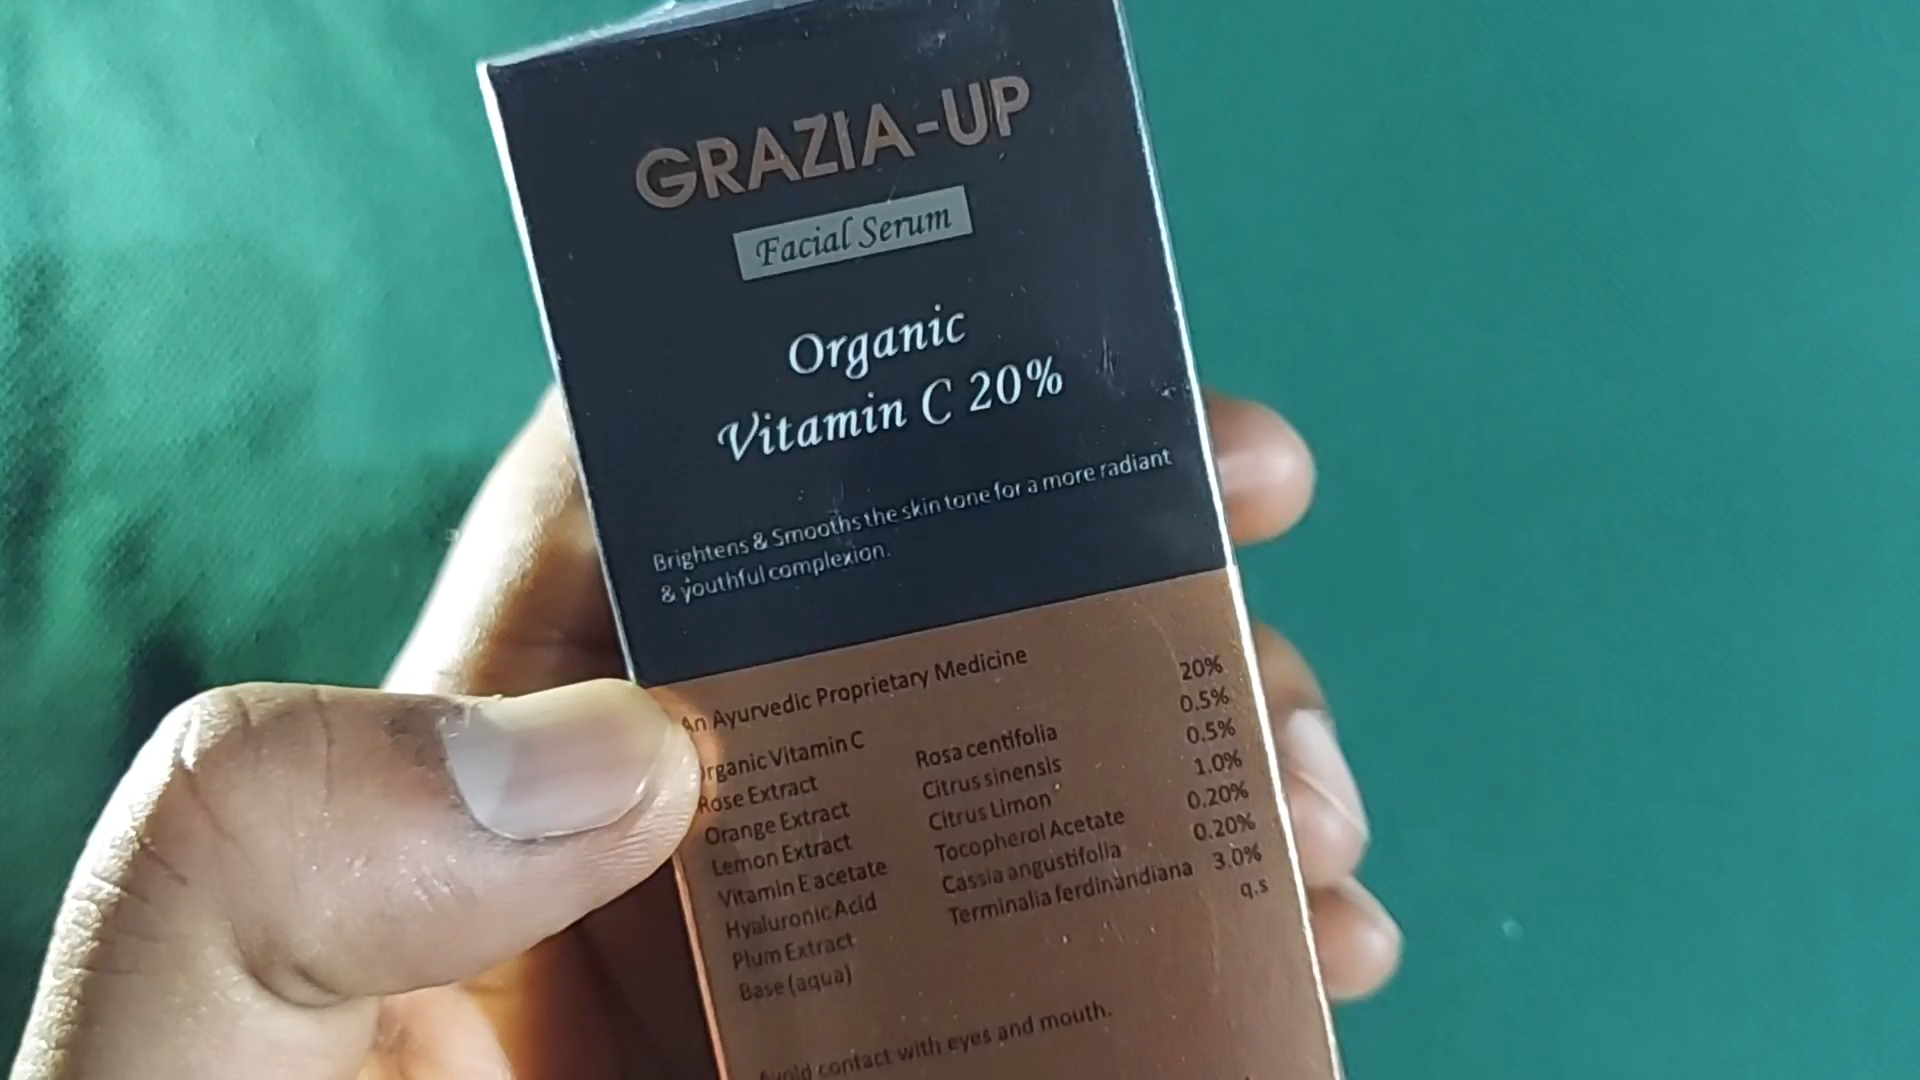 GRAZIA-UP
Facial Serum
Organic
Vitamin C 20%
Brightens & Smooths the skin tone for a more radiant
& youthful complexion.
An Ayurvedic Proprietary Medicine
Organic Vitamin C 20%
Rose Extract Rosa centifolia 0.5%
Orange Extract Citrus sinensis 0.5%
Lemon Extract Citrus Limon 1.0%
Vitamin E acetate Tocopherol Acetate 0.20%
Hyaluronic Acid Cassia angustifolia 0.20%
Plum Extract Terminalia ferdinandiana 3.0%
Base (aqua) q.s
Avoid contact with eyes and mouth.